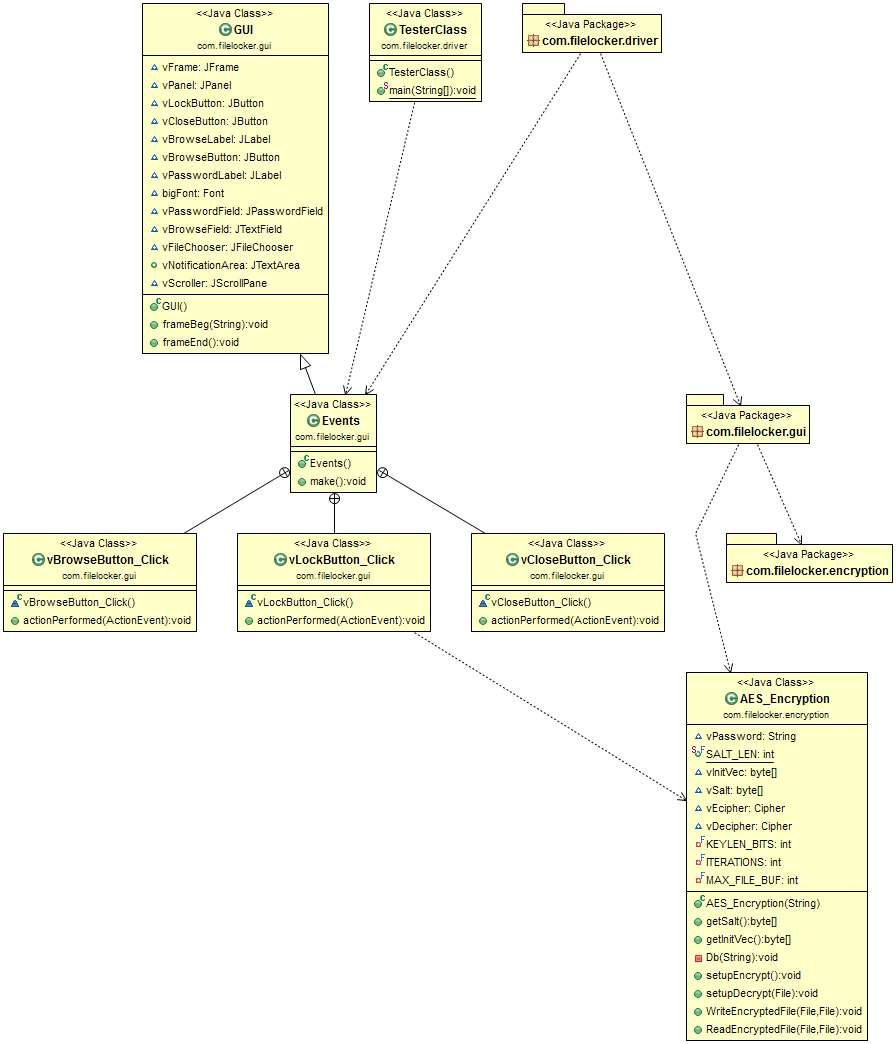 <<Java Class>>
GUI
com.filelocker.gui
vFrame: JFrame
vPanel: JPanel
vLockButton: JButton
vCloseButton: JButton
vBrowseLabel: JLabel
vBrowseButton: JButton
vPasswordLabel: JLabel
bigFont: Font
vPasswordField: JPasswordField
vBrowseField: JTextField
vFileChooser: JFileChooser
vNotificationArea: JTextArea
vScroller: JScrollPane
GUI()
frameBeg(String):void
frameEnd():void
<<Java Class>>
TesterClass
com.filelocker.driver
TesterClass()
main(String[]):void
<<Java Package>>
com.filelocker.driver
<<Java Class>>
Events
com.filelocker.gui
Events()
make():void
<<Java Package>>
com.filelocker.gui
<<Java Class>>
vBrowseButton_Click
com.filelocker.gui
vBrowseButton_Click()
actionPerformed(ActionEvent):void
<<Java Class>>
vLockButton_Click
com.filelocker.gui
vLockButton_Click()
actionPerformed(ActionEvent):void
<<Java Class>>
vCloseButton_Click
com.filelocker.gui
vCloseButton_Click()
actionPerformed(ActionEvent):void
<<Java Package>>
com.filelocker.encryption
<<Java Class>>
AES_Encryption
com.filelocker.encryption
vPassword: String
SALT_LEN: int
vInitVec: byte[]
vSalt: byte[]
vEcipher: Cipher
vDecipher: Cipher
KEYLEN_BITS: int
ITERATIONS: int
MAX_FILE_BUF: int
AES_Encryption(String)
getSalt():byte[]
getInitVec():byte[]
Db(String):void
setupEncrypt():void
setupDecrypt(File):void
WriteEncryptedFile(File,File):void
ReadEncryptedFile(File,File):void